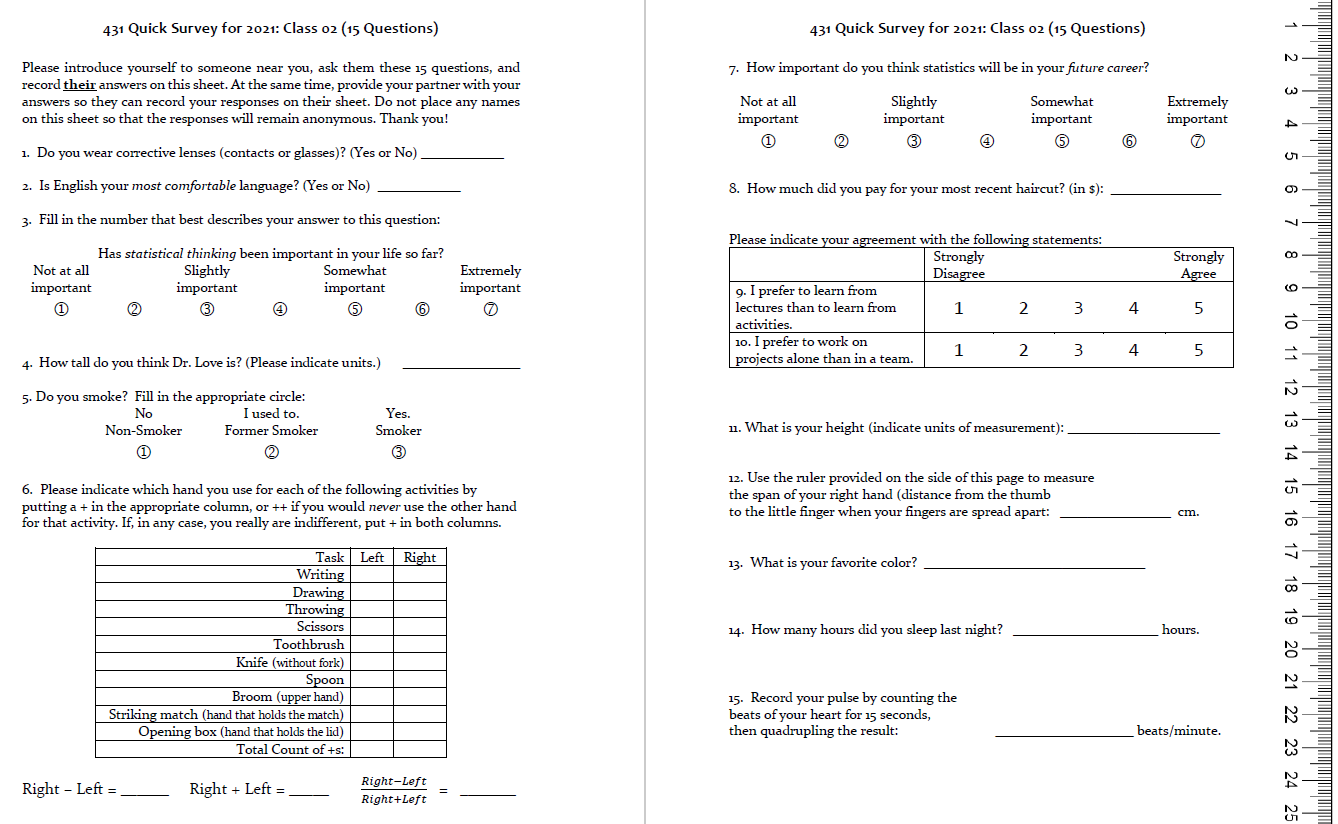 431 Quick Survey for 2021: Class 02 (15 Questions)
Please introduce yourself to someone near you, ask them these 15 questions, and
record their answers on this sheet. At the same time, provide your partner with your
answers so they can record your responses on their sheet. Do not place any names
on this sheet so that the responses will remain anonymous. Thank you!
1. Do you wear corrective lenses (contacts or glasses)? (Yes or No) ____________
2. Is English your most comfortable language? (Yes or No) ____________
3. Fill in the number that best describes your answer to this question:
Has statistical thinking been important in your life so far?
Not at all Slightly Somewhat Extremely
important important important important
① ② ③ ④ ⑤ ⑥ ⑦
4. How tall do you think Dr. Love is? (Please indicate units.) ________________
5. Do you smoke? Fill in the appropriate circle:
No I used to. Yes.
Non-Smoker Former Smoker Smoker
① ② ③
6. Please indicate which hand you use for each of the following activities by
putting a + in the appropriate column, or ++ if you would never use the other hand
for that activity. If, in any case, you really are indifferent, put + in both columns.
Task Left Right
Writing
Drawing
Throwing
Scissors
Toothbrush
Knife (without fork)
Spoon
Broom (upper hand)
Striking match (hand that holds the match)
Opening box (hand that holds the lid)
Total Count of +s:
Right – Left = ______ Right + Left = _____ Right−Left = _______
Right+Left
431 Quick Survey for 2021: Class 02 (15 Questions)
7. How important do you think statistics will be in your future career?
Not at all Slightly Somewhat Extremely
important important important important
① ② ③ ④ ⑤ ⑥ ⑦
8. How much did you pay for your most recent haircut? (in $): ________________
Please indicate your agreement with the following statements:
Strongly Strongly
Disagree Agree
9. I prefer to learn from
lectures than to learn from 1 2 3 4 5
activities.
10. I prefer to work on
projects alone than in a team. 1 2 3 4 5
11. What is your height (indicate units of measurement): ______________________
12. Use the ruler provided on the side of this page to measure
the span of your right hand (distance from the thumb
to the little finger when your fingers are spread apart: ________________ cm.
13. What is your favorite color? ________________________________
14. How many hours did you sleep last night? _____________________ hours.
15. Record your pulse by counting the
beats of your heart for 15 seconds,
then quadrupling the result: ____________________ beats/minute.
1
2
3
4
5
6
7
8
9
10
11
12
13
14
15
16
17
18
19
20
21
22
23
24
25